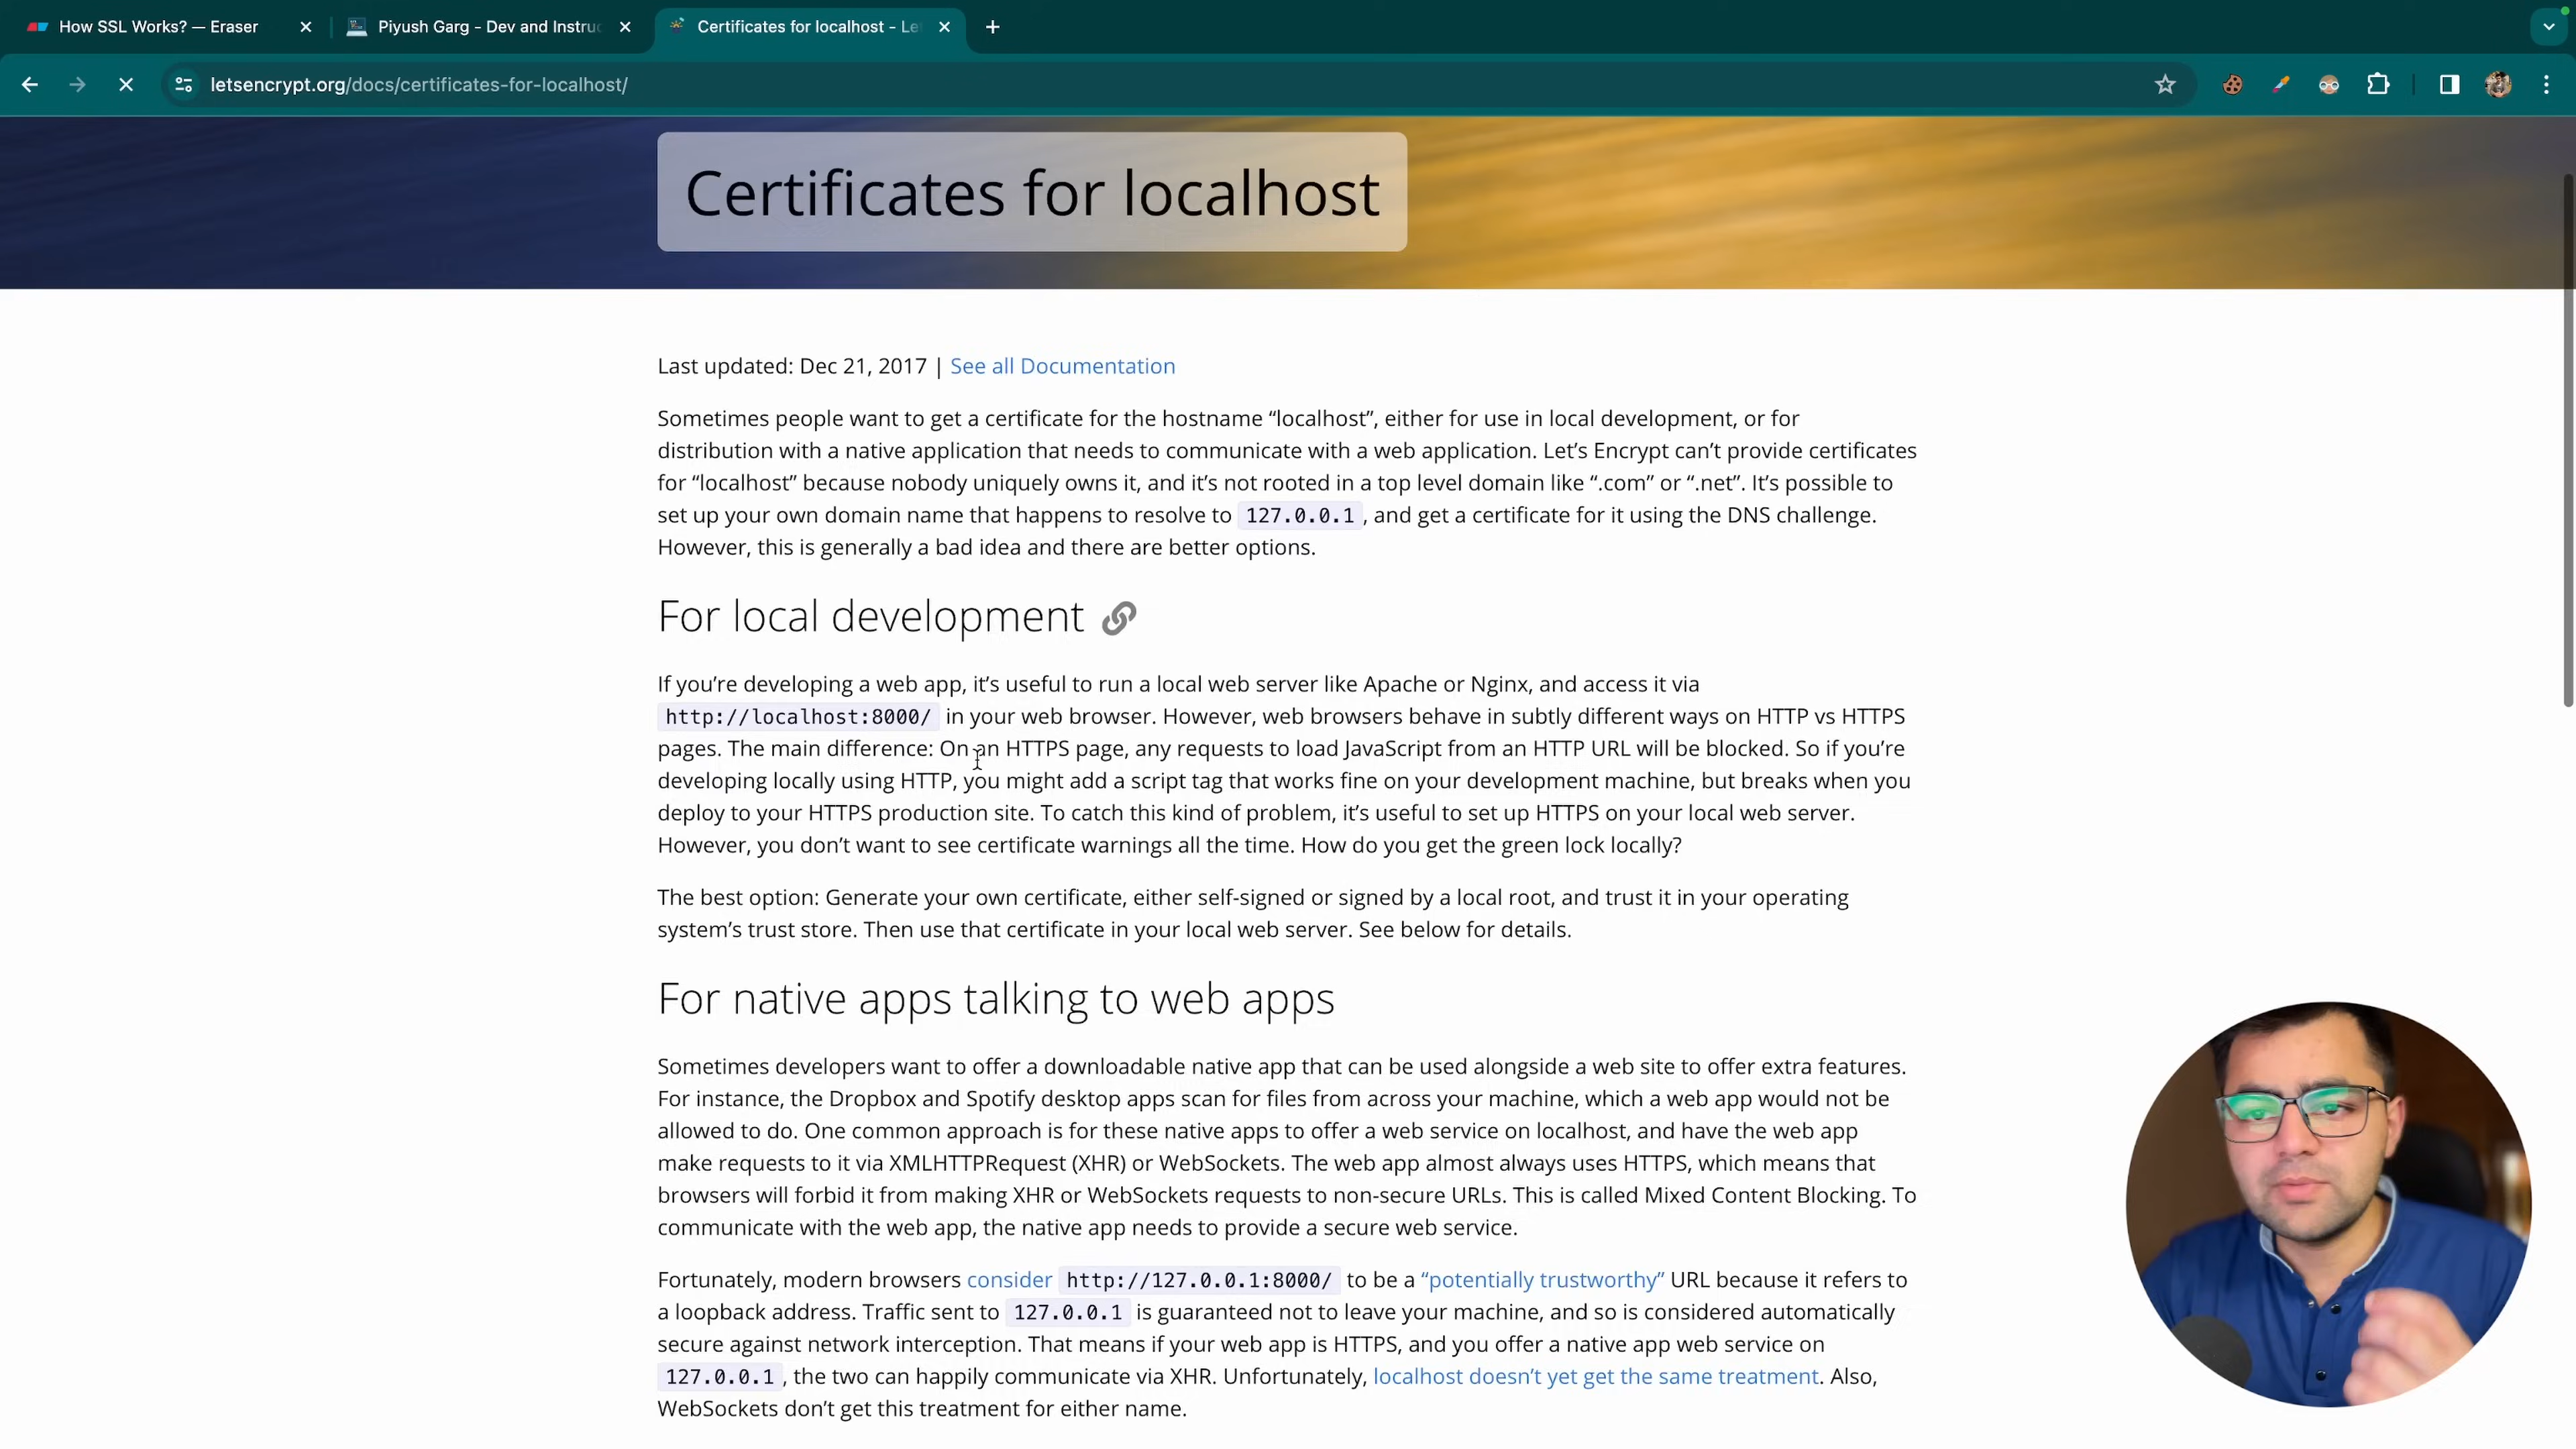 How SSL Works? — Eraser
Piyush Garg - Dev and Instruc
Certificates for localhost - Le
letsencrypt.org/docs/certificates-for-localhost/
Certificates for localhost
Last updated: Dec 21, 2017 | See all Documentation
Sometimes people want to get a certificate for the hostname “localhost”, either for use in local development, or for
distribution with a native application that needs to communicate with a web application. Let’s Encrypt can’t provide certificates
for “localhost” because nobody uniquely owns it, and it’s not rooted in a top level domain like “.com” or “.net”. It’s possible to
set up your own domain name that happens to resolve to 127.0.0.1, and get a certificate for it using the DNS challenge.
However, this is generally a bad idea and there are better options.
For local development
If you’re developing a web app, it’s useful to run a local web server like Apache or Nginx, and access it via
http://localhost:8000/ in your web browser. However, web browsers behave in subtly different ways on HTTP vs HTTPS
pages. The main difference: On an HTTPS page, any requests to load JavaScript from an HTTP URL will be blocked. So if you’re
developing locally using HTTP, you might add a script tag that works fine on your development machine, but breaks when you
deploy to your HTTPS production site. To catch this kind of problem, it’s useful to set up HTTPS on your local web server.
However, you don’t want to see certificate warnings all the time. How do you get the green lock locally?
The best option: Generate your own certificate, either self-signed or signed by a local root, and trust it in your operating
system’s trust store. Then use that certificate in your local web server. See below for details.
For native apps talking to web apps
Sometimes developers want to offer a downloadable native app that can be used alongside a web site to offer extra features.
For instance, the Dropbox and Spotify desktop apps scan for files from across your machine, which a web app would not be
allowed to do. One common approach is for these native apps to offer a web service on localhost, and have the web app
make requests to it via XMLHTTPRequest (XHR) or WebSockets. The web app almost always uses HTTPS, which means that
browsers will forbid it from making XHR or WebSockets requests to non-secure URLs. This is called Mixed Content Blocking. To
communicate with the web app, the native app needs to provide a secure web service.
Fortunately, modern browsers consider http://127.0.0.1:8000/ to be a “potentially trustworthy” URL because it refers to
a loopback address. Traffic sent to 127.0.0.1 is guaranteed not to leave your machine, and so is considered automatically
secure against network interception. That means if your web app is HTTPS, and you offer a native app web service on
127.0.0.1, the two can happily communicate via XHR. Unfortunately, localhost doesn’t yet get the same treatment. Also,
WebSockets don’t get this treatment for either name.